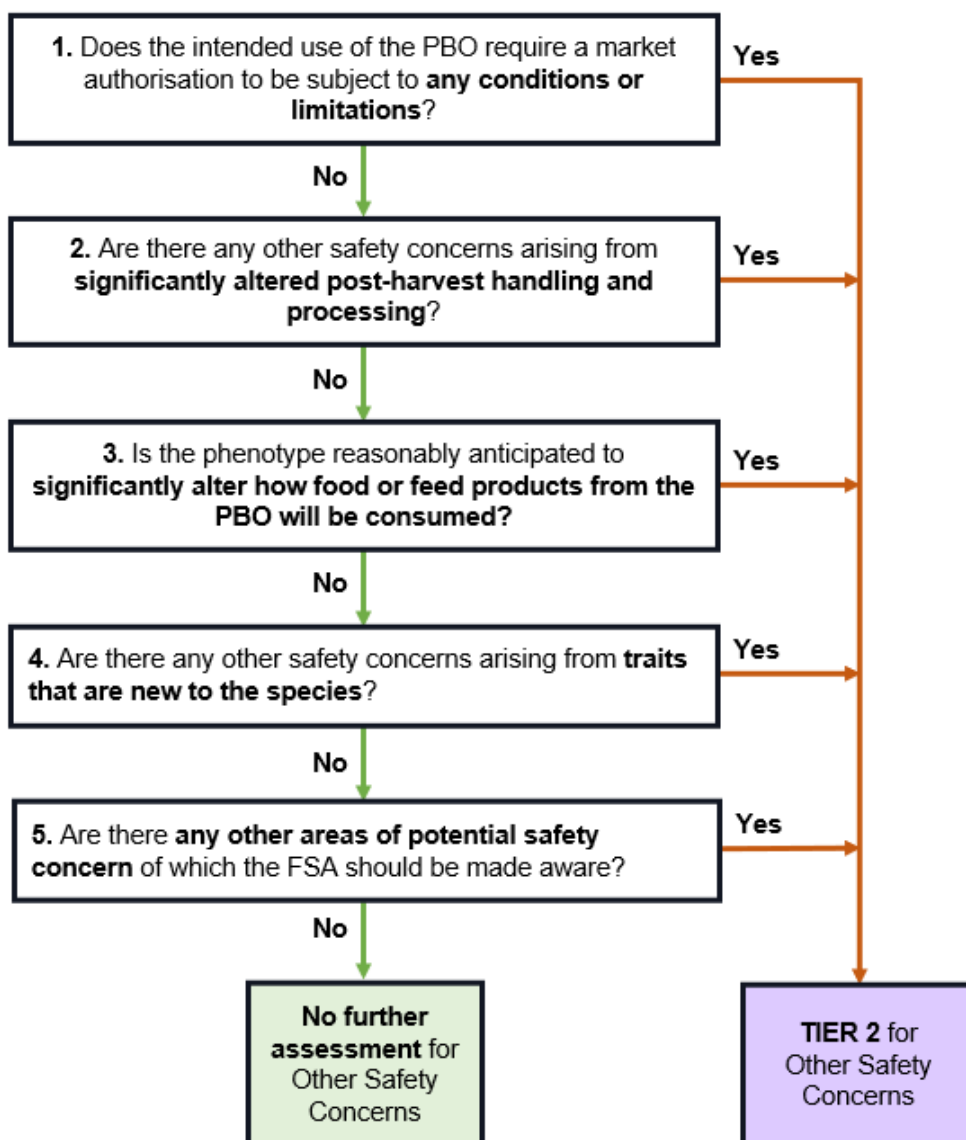 1. Does the intended use of the PBO require a market
authorisation to be subject to any conditions or
limitations?
Yes
No
2. Are there any other safety concerns arising from
significantly altered post-harvest handling and
processing?
Yes
No
3. Is the phenotype reasonably anticipated to
significantly alter how food or feed products from the
PBO will be consumed?
Yes
No
4. Are there any other safety concerns arising from traits
that are new to the species?
Yes
No
5. Are there any other areas of potential safety
concern of which the FSA should be made aware?
Yes
No
No further
assessment for
Other Safety
Concerns
TIER 2 for
Other Safety
Concerns